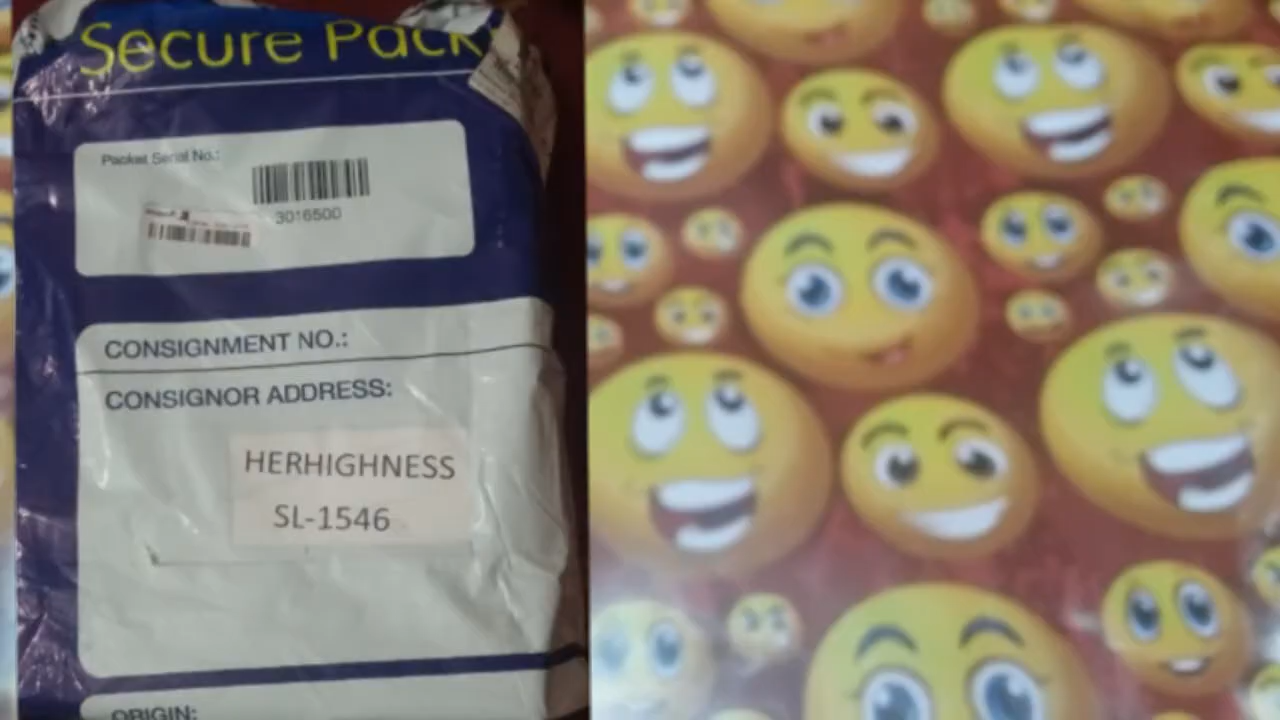 Secure Pack
Packet Serial No.:
3016500
CONSIGNMENT NO.:
CONSIGNOR ADDRESS:
HERHIGHNESS
SL-1546
ORIGIN: